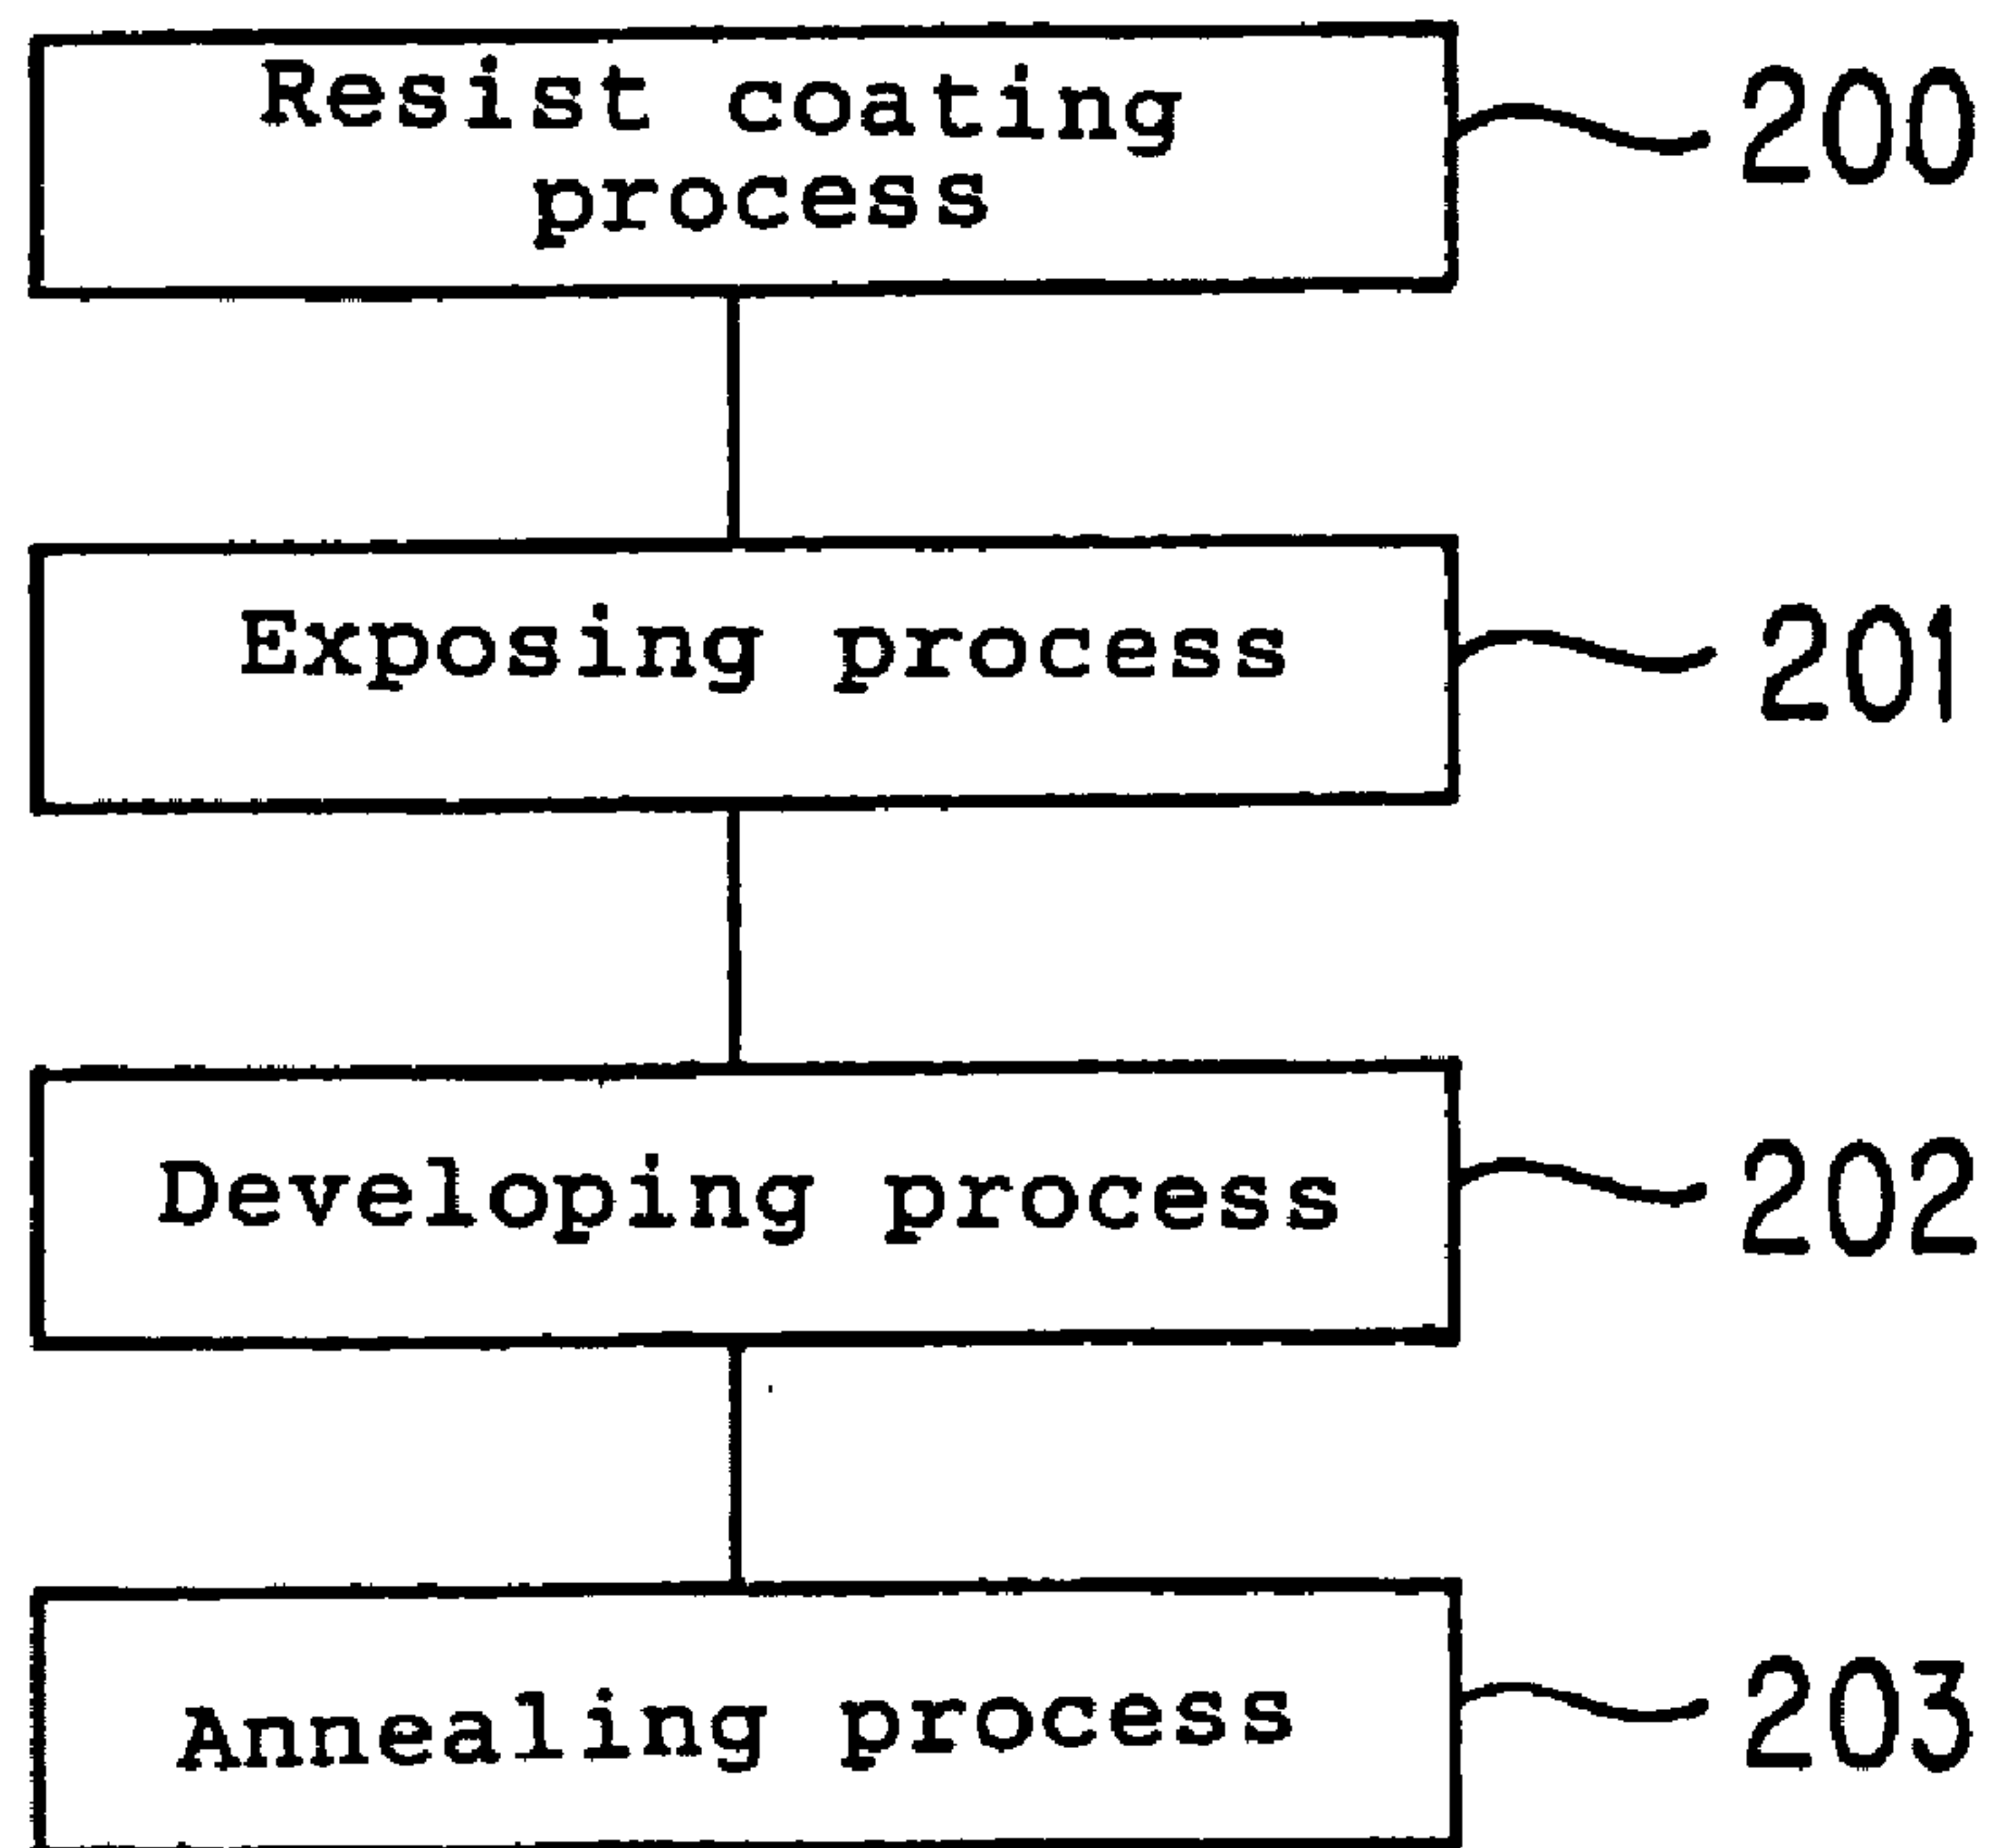 Resist coating
process
200
Exposing process
201
Developing process
202
Annealing process
203